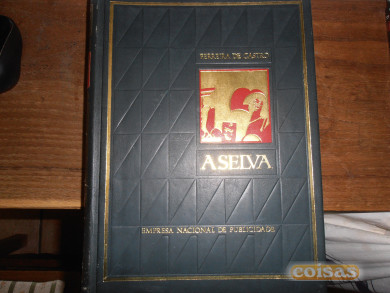 FERREIRA DE CASTRO
A SELVA
EMPRESA NACIONAL DE PUBLICIDADE
coisas